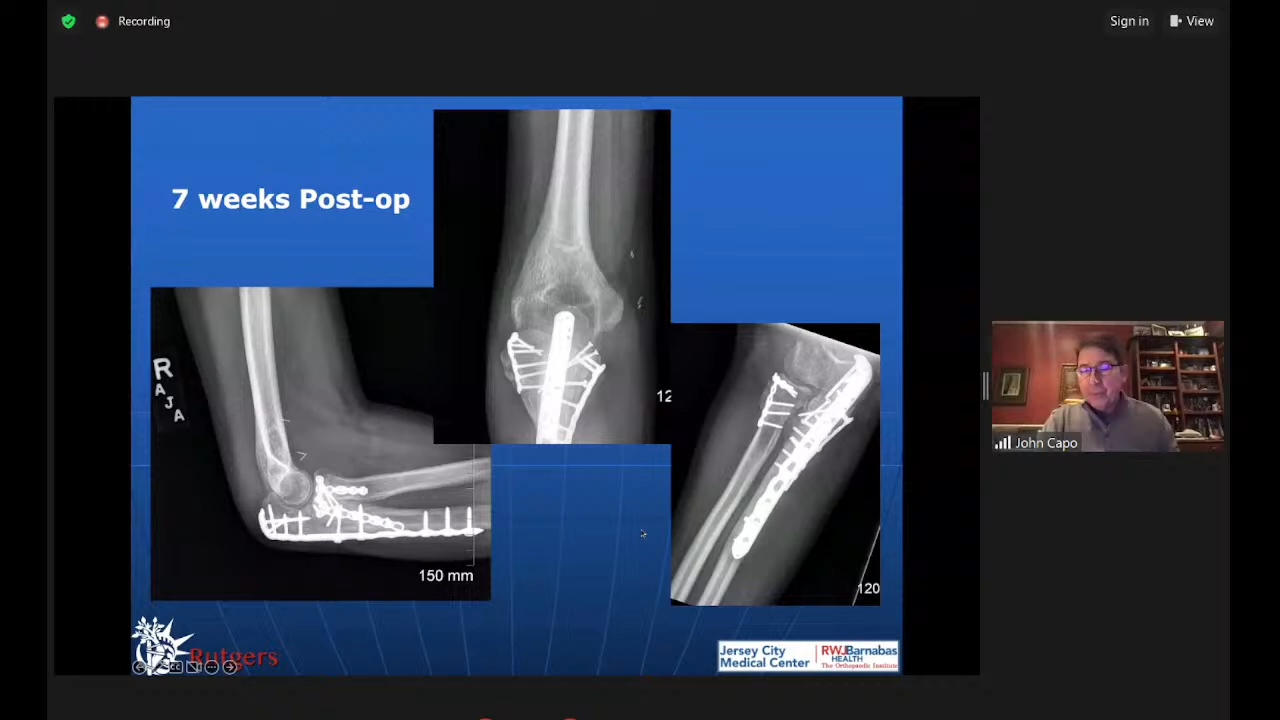 Recording
Sign in
View
7 weeks Post-op
R
A
J
A
150 mm
12
120
John Capo
Rutgers
Jersey City
Medical Center
RWJBarnabas
HEALTH
The Orthopaedic Institute